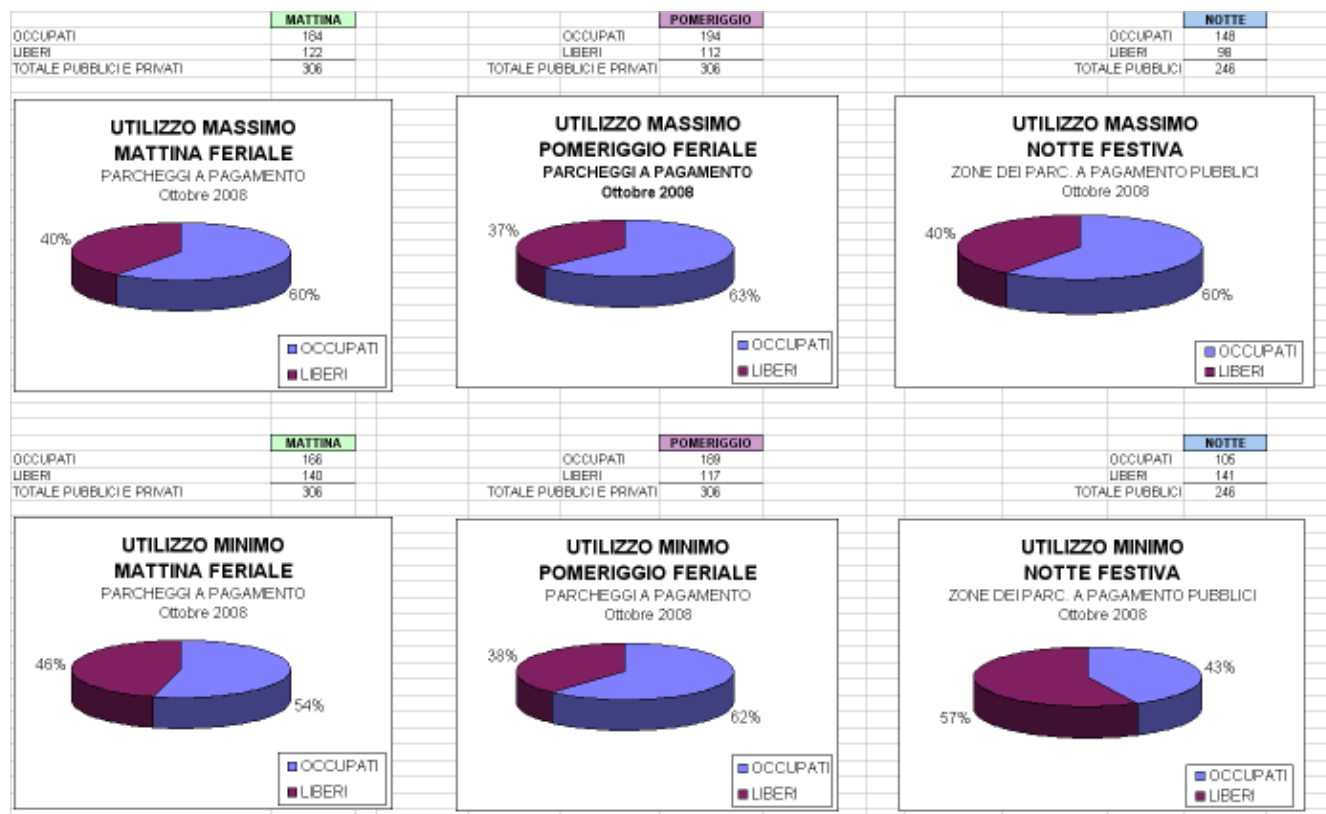 MATTINA POMERIGGIO NOTTE
OCCUPATI 184 OCCUPATI 194 OCCUPATI 148
LIBERI 122 LIBERI 112 LIBERI 98
TOTALE PUBBLICI E PRIVATI 306 TOTALE PUBBLICI E PRIVATI 306 TOTALE PUBBLICI 246
UTILIZZO MASSIMO
MATTINA FERIALE
PARCHEGGI A PAGAMENTO
Ottobre 2008
40%
60%
OCCUPATI
LIBERI
UTILIZZO MASSIMO
POMERIGGIO FERIALE
PARCHEGGI A PAGAMENTO
Ottobre 2008
37%
63%
OCCUPATI
LIBERI
UTILIZZO MASSIMO
NOTTE FESTIVA
ZONE DEI PARC. A PAGAMENTO PUBBLICI
Ottobre 2008
40%
60%
OCCUPATI
LIBERI
MATTINA POMERIGGIO NOTTE
OCCUPATI 166 OCCUPATI 189 OCCUPATI 105
LIBERI 140 LIBERI 117 LIBERI 141
TOTALE PUBBLICI E PRIVATI 306 TOTALE PUBBLICI E PRIVATI 306 TOTALE PUBBLICI 246
UTILIZZO MINIMO
MATTINA FERIALE
PARCHEGGI A PAGAMENTO
Ottobre 2008
46%
54%
OCCUPATI
LIBERI
UTILIZZO MINIMO
POMERIGGIO FERIALE
PARCHEGGI A PAGAMENTO
Ottobre 2008
38%
62%
OCCUPATI
LIBERI
UTILIZZO MINIMO
NOTTE FESTIVA
ZONE DEI PARC. A PAGAMENTO PUBBLICI
Ottobre 2008
43%
57%
OCCUPATI
LIBERI